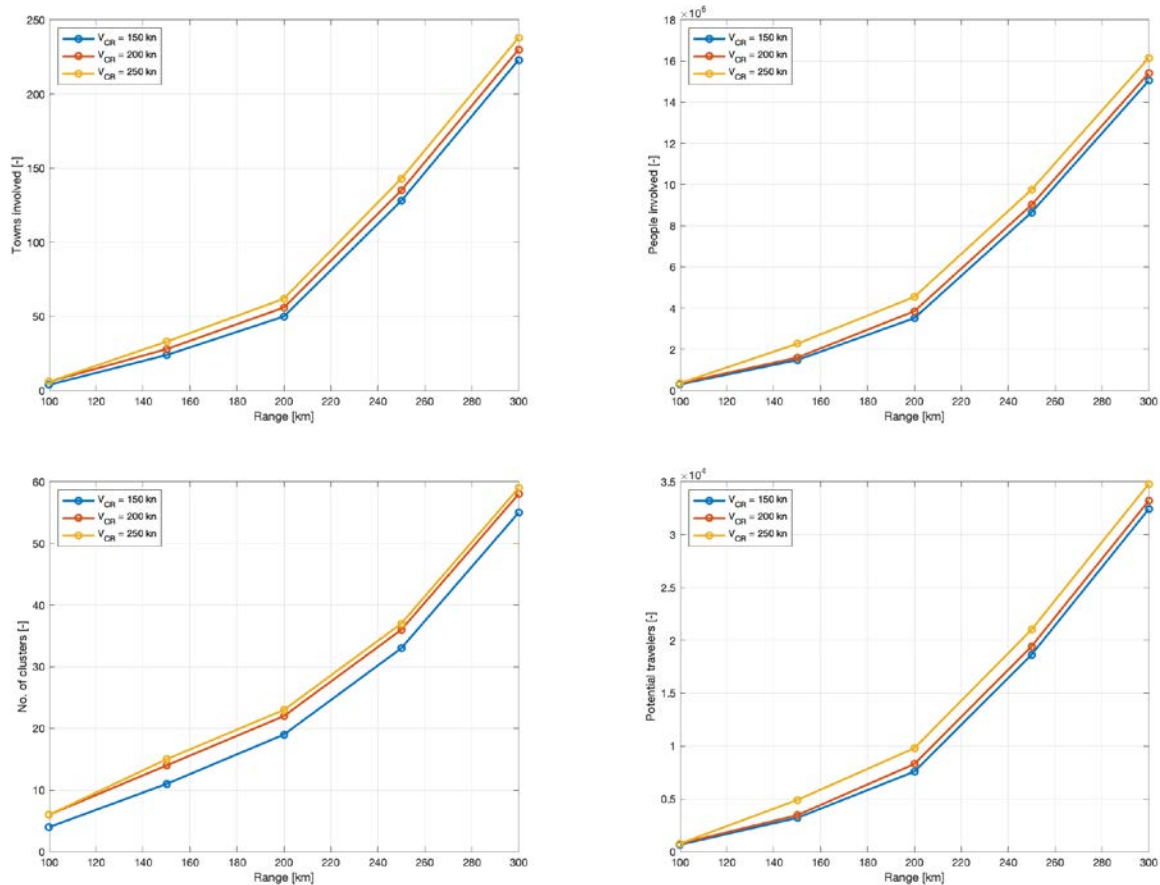 250
200
150
100
50
0
Towns involved [-]
V_CR = 150 kn
V_CR = 200 kn
V_CR = 250 kn
100 120 140 160 180 200 220 240 260 280 300
Range [km]
×10^6
18
16
14
12
10
8
6
4
2
0
People involved [-]
V_CR = 150 kn
V_CR = 200 kn
V_CR = 250 kn
100 120 140 160 180 200 220 240 260 280 300
Range [km]
60
50
40
30
20
10
0
No. of clusters [-]
V_CR = 150 kn
V_CR = 200 kn
V_CR = 250 kn
100 120 140 160 180 200 220 240 260 280 300
Range [km]
×10^4
3.5
3
2.5
2
1.5
1
0.5
0
Potential travelers [-]
V_CR = 150 kn
V_CR = 200 kn
V_CR = 250 kn
100 120 140 160 180 200 220 240 260 280 300
Range [km]